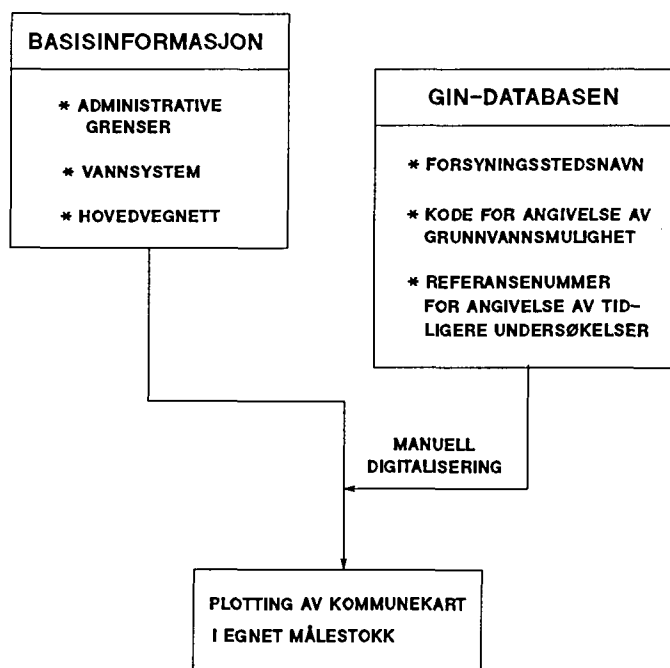 BASISINFORMASJON
* ADMINISTRATIVE
GRENSER
* VANNSYSTEM
* HOVEDVEGNETT
GIN-DATABASEN
* FORSYNINGSSTEDSNAVN
* KODE FOR ANGIVELSE AV
GRUNNVANNSMULIGHET
* REFERANSENUMMER
FOR ANGIVELSE AV TID-
LIGERE UNDERSØKELSER
MANUELL
DIGITALISERING
PLOTTING AV KOMMUNEKART
I EGNET MÅLESTOKK